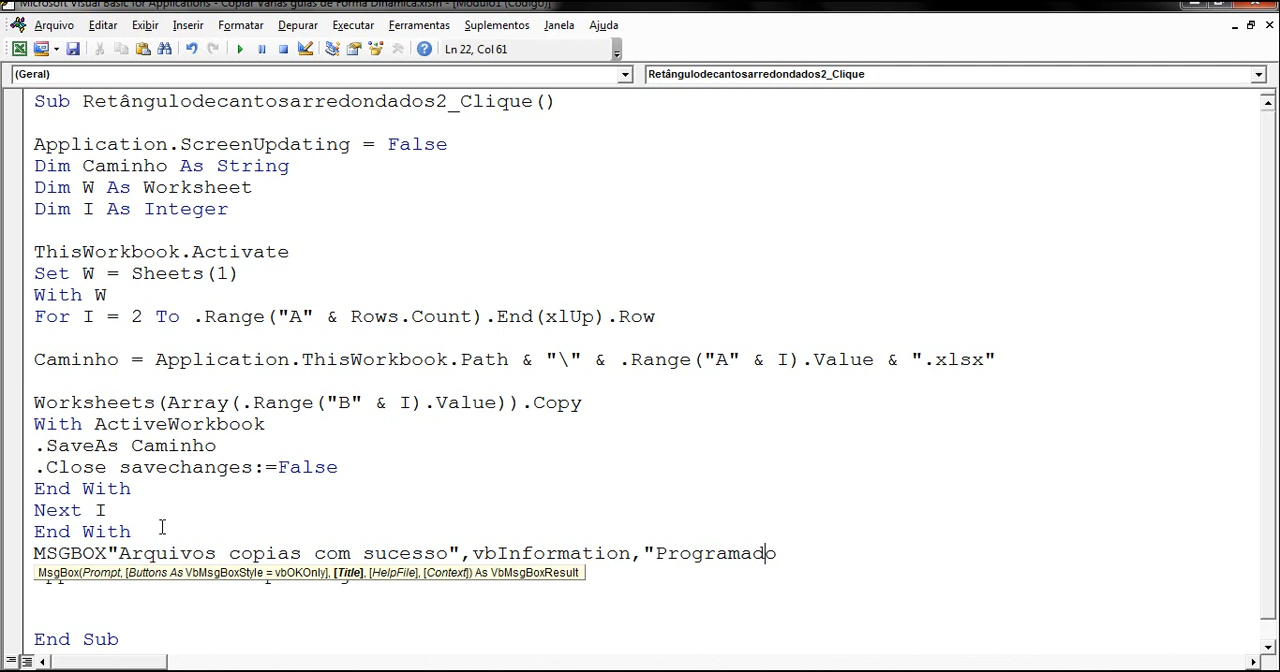 Microsoft Visual Basic for Applications - Copiar Várias guias de Forma Dinâmica.xlsm - [Módulo1 (Código)]
Arquivo Editar Exibir Inserir Formatar Depurar Executar Ferramentas Suplementos Janela Ajuda
Ln 22, Col 61
(Geral) Retângulodecantosarredondados2_Clique
Sub Retângulodecantosarredondados2_Clique()
Application.ScreenUpdating = False
Dim Caminho As String
Dim W As Worksheet
Dim I As Integer
ThisWorkbook.Activate
Set W = Sheets(1)
With W
For I = 2 To .Range("A" & Rows.Count).End(xlUp).Row
Caminho = Application.ThisWorkbook.Path & "\" & .Range("A" & I).Value & ".xlsx"
Worksheets(Array(.Range("B" & I).Value)).Copy
With ActiveWorkbook
.SaveAs Caminho
.Close savechanges:=False
End With
Next I
End With
MSGBOX"Arquivos copias com sucesso",vbInformation,"Programado
MsgBox(Prompt, [Buttons As VbMsgBoxStyle = vbOKOnly], [Title], [HelpFile], [Context]) As VbMsgBoxResult
End Sub